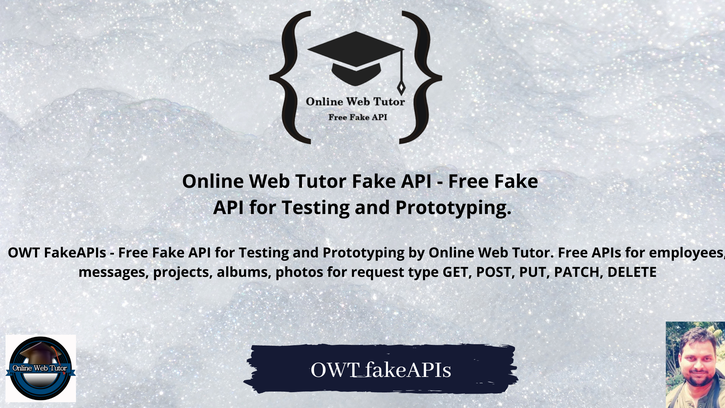 Online Web Tutor
Free Fake API
Online Web Tutor Fake API - Free Fake
API for Testing and Prototyping.
OWT FakeAPIs - Free Fake API for Testing and Prototyping by Online Web Tutor. Free APIs for employees,
messages, projects, albums, photos for request type GET, POST, PUT, PATCH, DELETE
Online Web Tutor
OWT fakeAPIs